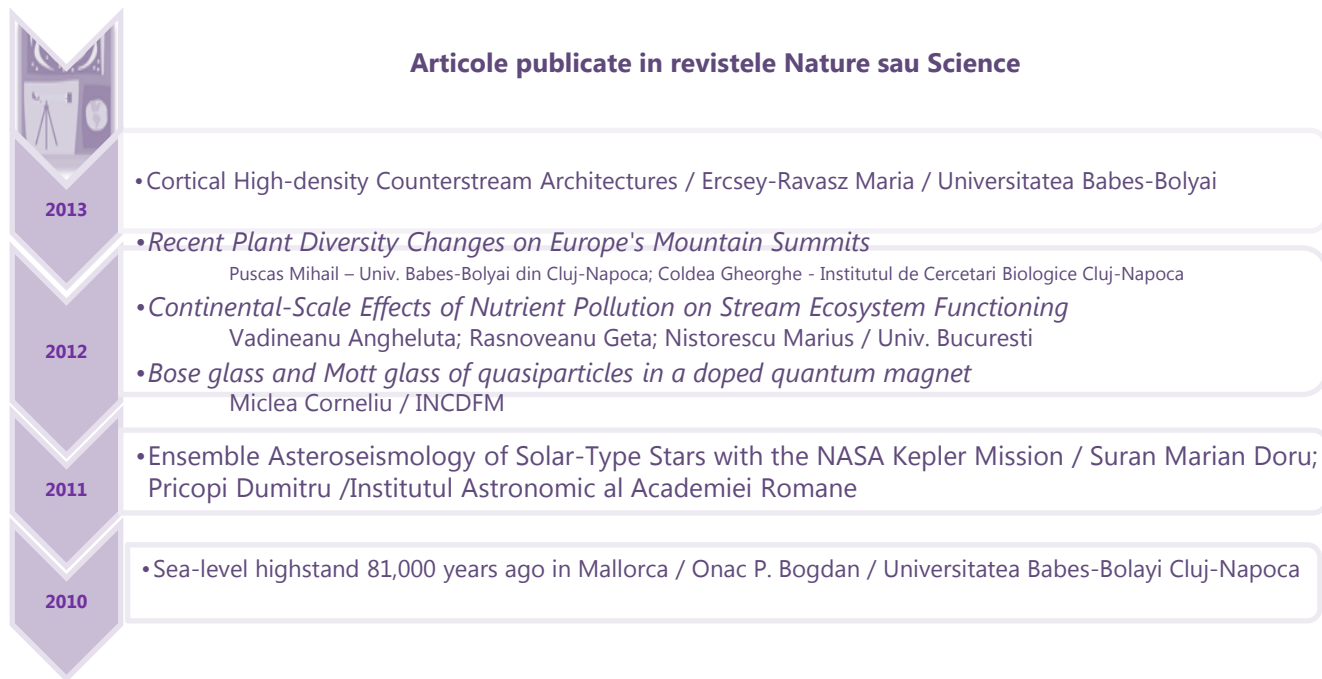 Articole publicate in revistele Nature sau Science
2013
•Cortical High-density Counterstream Architectures / Ercsey-Ravasz Maria / Universitatea Babes-Bolyai
2012
•Recent Plant Diversity Changes on Europe's Mountain Summits
Puscas Mihail – Univ. Babes-Bolyai din Cluj-Napoca; Coldea Gheorghe - Institutul de Cercetari Biologice Cluj-Napoca
•Continental-Scale Effects of Nutrient Pollution on Stream Ecosystem Functioning
Vadineanu Angheluta; Rasnoveanu Geta; Nistorescu Marius / Univ. Bucuresti
•Bose glass and Mott glass of quasiparticles in a doped quantum magnet
Miclea Corneliu / INCDFM
2011
•Ensemble Asteroseismology of Solar-Type Stars with the NASA Kepler Mission / Suran Marian Doru;
Pricopi Dumitru /Institutul Astronomic al Academiei Romane
2010
•Sea-level highstand 81,000 years ago in Mallorca / Onac P. Bogdan / Universitatea Babes-Bolayi Cluj-Napoca